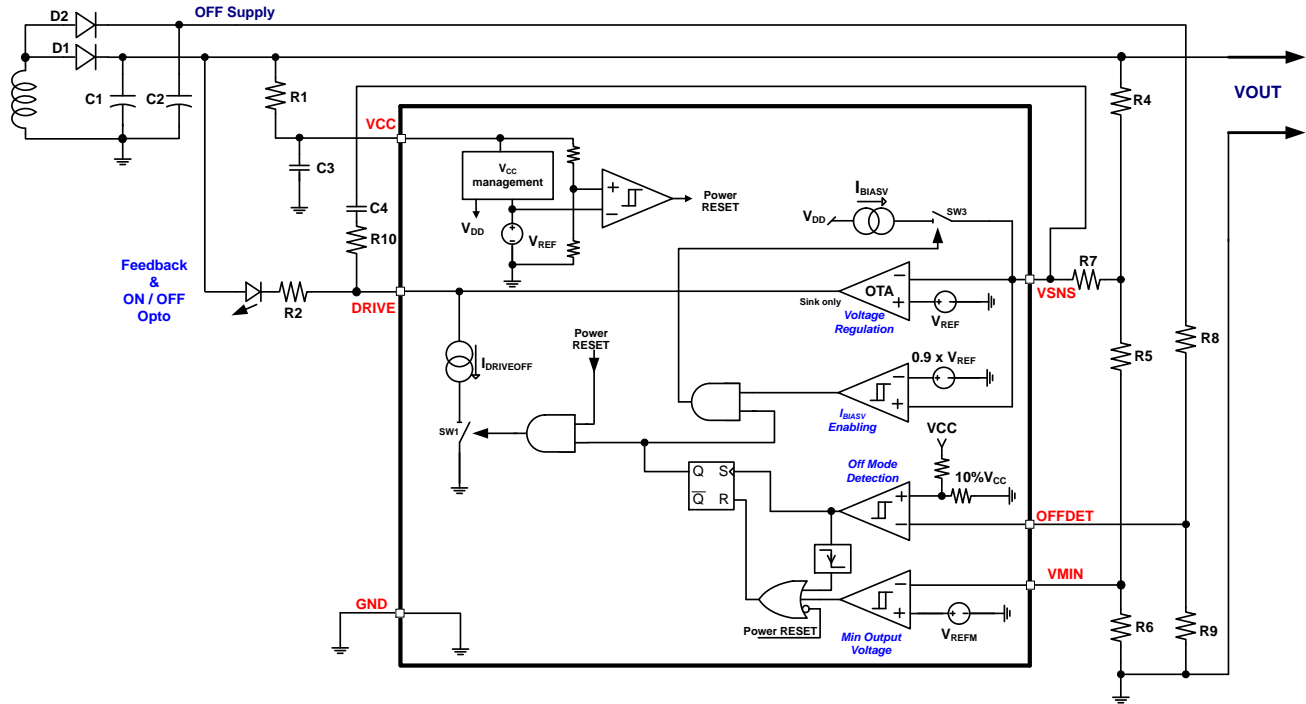 D2
OFF Supply
D1
C1
C2
R1
R4
VOUT
VCC
C3
VCC
management
VDD
VREF
+
−
Power
RESET
IBIASV
VDD
SW3
C4
R10
Feedback
&
ON / OFF
Opto
R2
DRIVE
OTA
−
+
Sink only
Voltage
Regulation
VREF
VSNS
R7
IDRIVEOFF
Power
RESET
0.9 x VREF
−
+
IBIASV
Enabling
R5
R8
SW1
VCC
Off Mode
Detection
10%VCC
+
−
Q S
Q R
OFFDET
VMIN
−
+
GND
Power RESET
Min Output
Voltage
VREFM
R6
R9